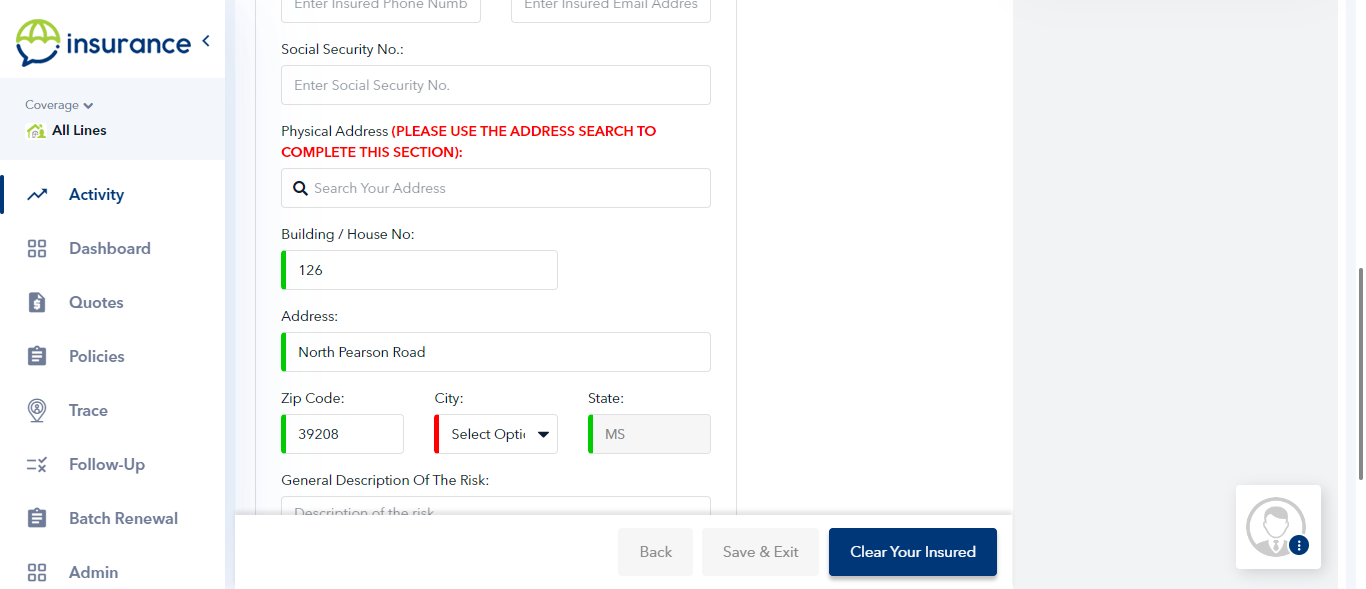 insurance
Coverage
All Lines
Activity
Dashboard
Quotes
Policies
Trace
Follow-Up
Batch Renewal
Admin
Enter Insured Phone Numb
Enter Insured Email Addres
Social Security No.:
Enter Social Security No.
Physical Address (PLEASE USE THE ADDRESS SEARCH TO
COMPLETE THIS SECTION):
Search Your Address
Building / House No:
126
Address:
North Pearson Road
Zip Code:
City:
State:
39208
Select Optic
MS
General Description Of The Risk:
Description of the risk
Back
Save & Exit
Clear Your Insured